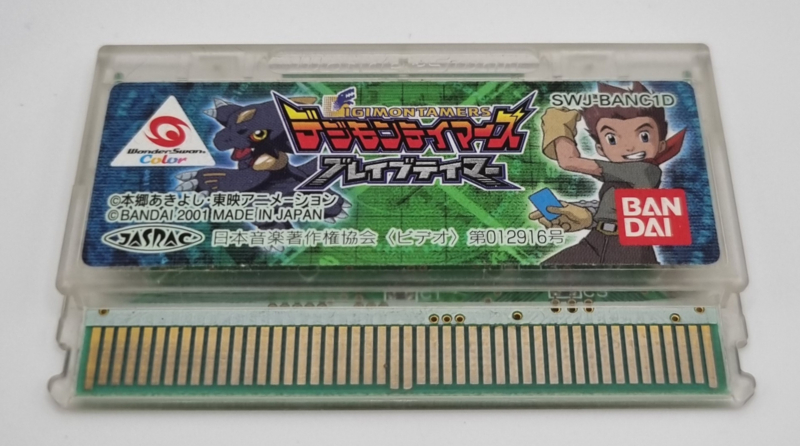 WonderSwan
Color
DIGIMONTAMERS
デジモンテイマーズ
ブレイブテイマー
SWJ-BANC1D
©本郷あきよし・東映アニメーション
©BANDAI 2001 MADE IN JAPAN
JASRAC
日本音楽著作権協会〈ビデオ〉第012916号
BAN
DAI